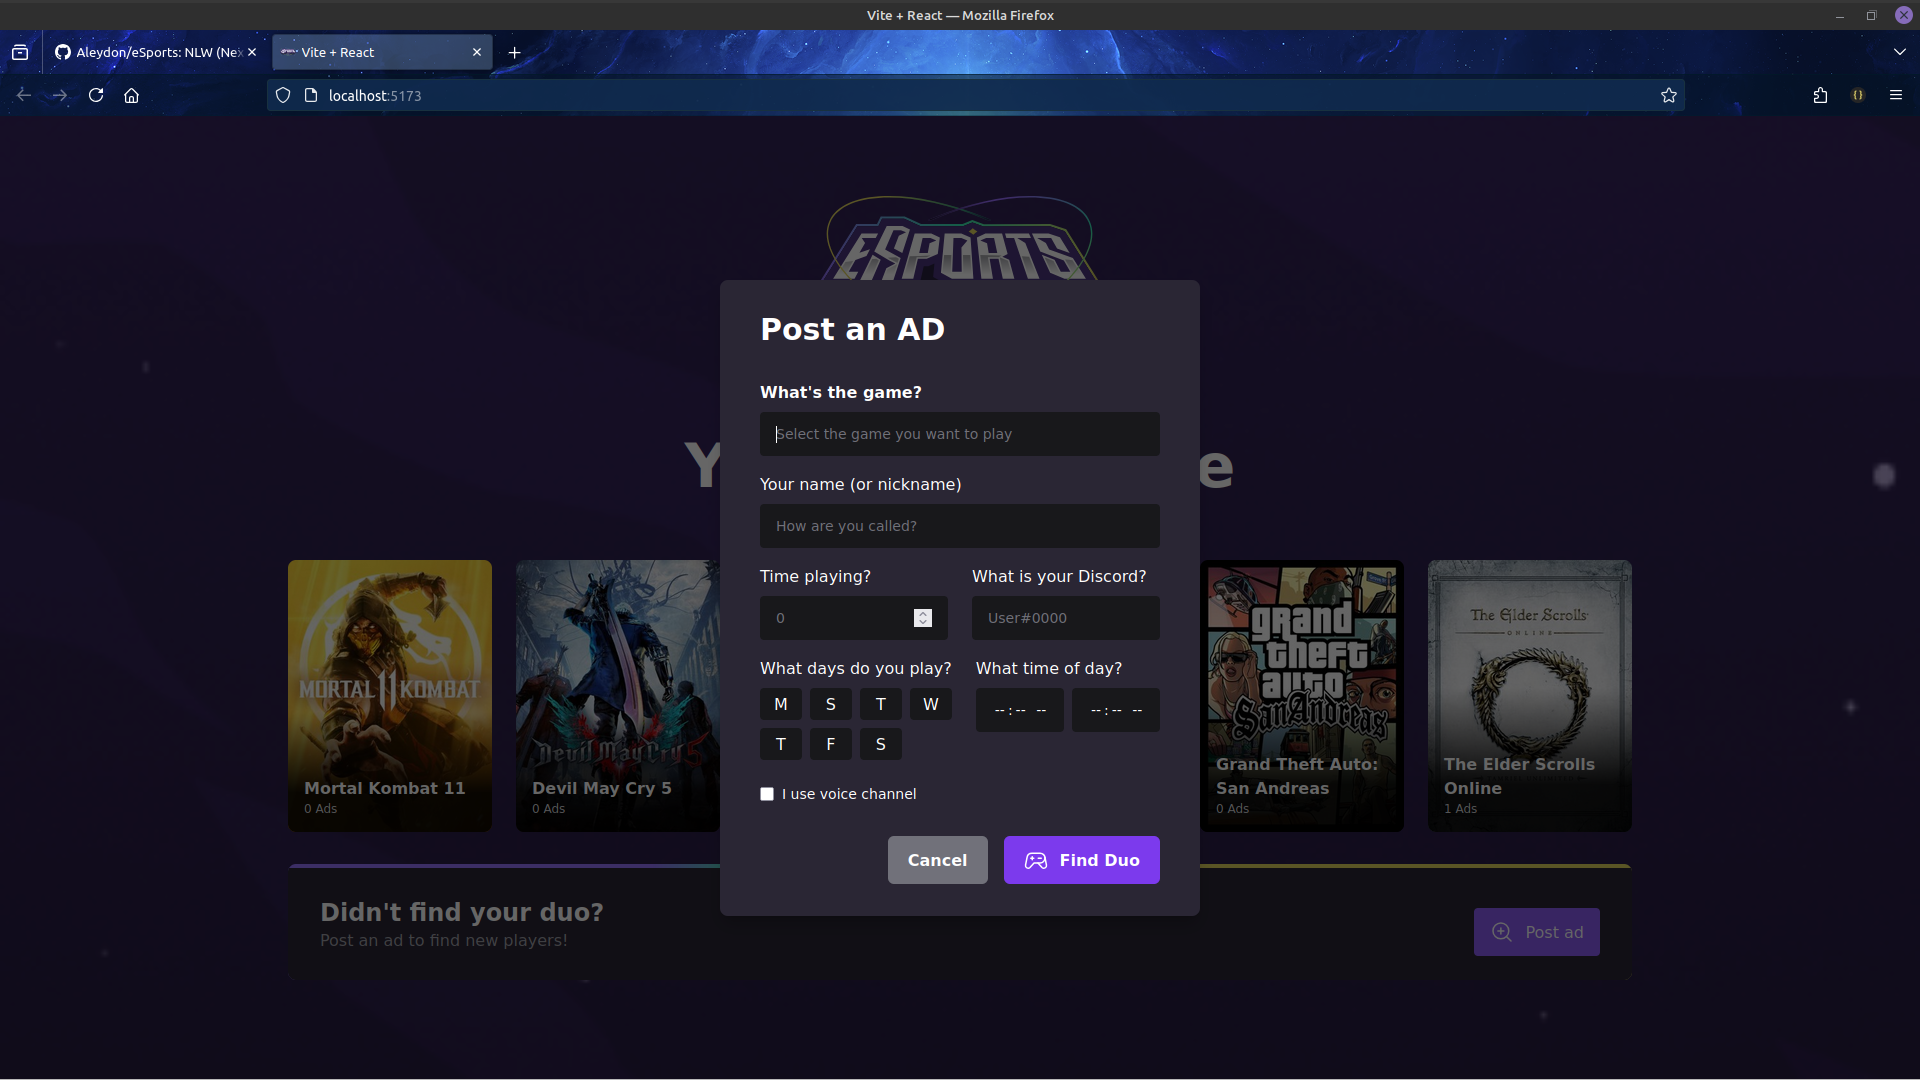 Vite + React — Mozilla Firefox
Aleydon/eSports: NLW (Ne
Vite + React
localhost:5173
ESPORTS
Y
e
Post an AD
What's the game?
Select the game you want to play
Your name (or nickname)
How are you called?
Time playing?
What is your Discord?
0
User#0000
What days do you play?
What time of day?
M S T W
T F S
--:-- --
--:-- --
I use voice channel
Cancel
Find Duo
MORTAL KOMBAT
11
Mortal Kombat 11
0 Ads
Devil May Cry 5
Devil May Cry 5
0 Ads
grand
theft
auto
San Andreas
Grand Theft Auto:
San Andreas
0 Ads
The Elder Scrolls
ONLINE
The Elder Scrolls
Online
1 Ads
Didn't find your duo?
Post an ad to find new players!
Post ad